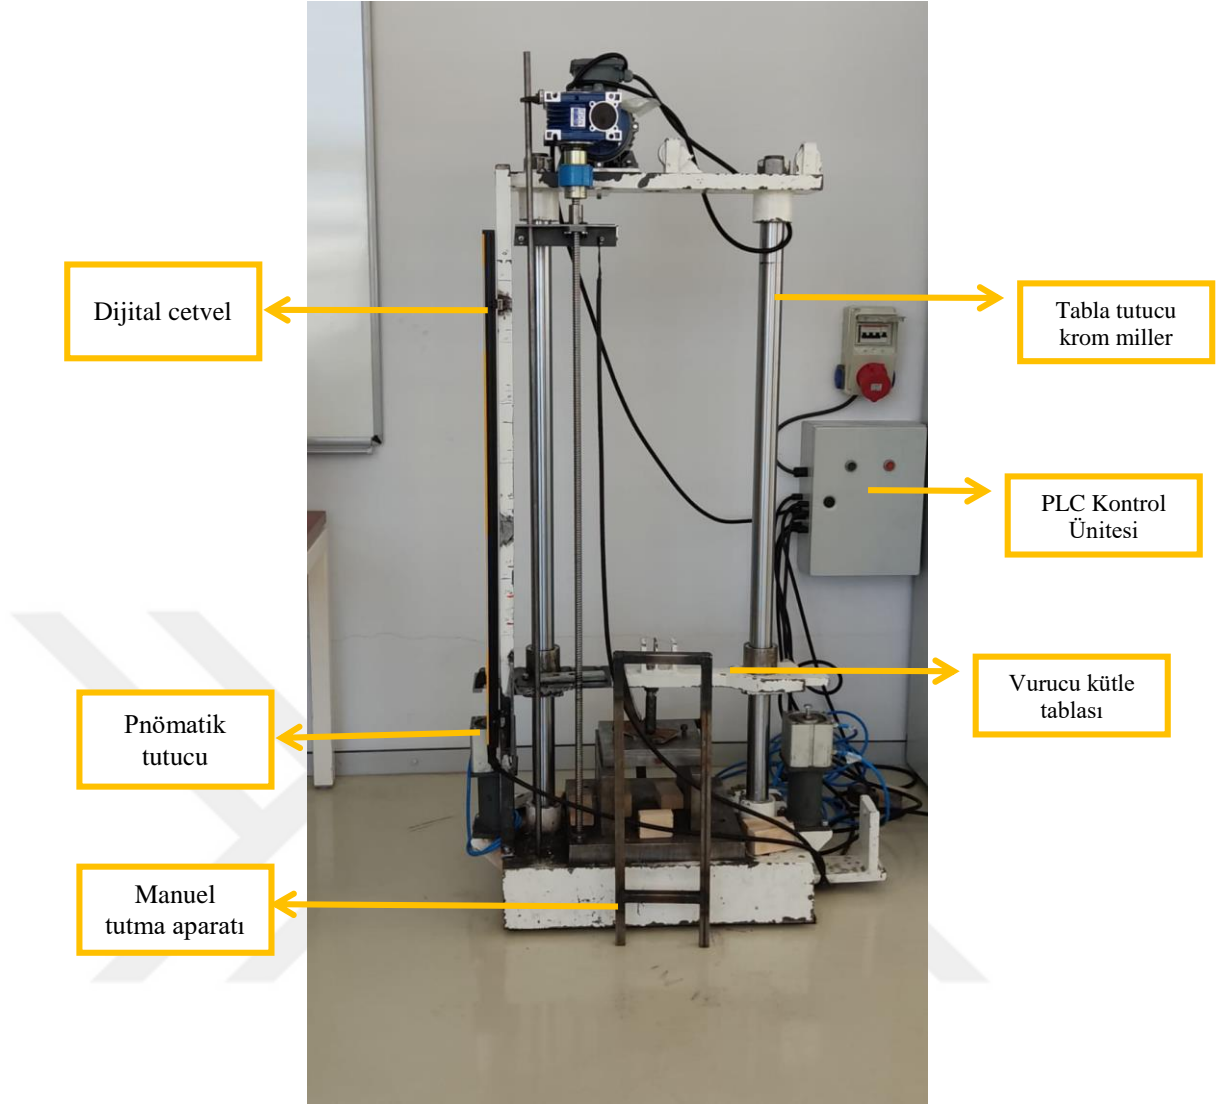 Dijital cetvel
Pnömatik
tutucu
Manuel
tutma aparatı
Tabla tutucu
krom miller
PLC Kontrol
Ünitesi
Vurucu kütle
tablası